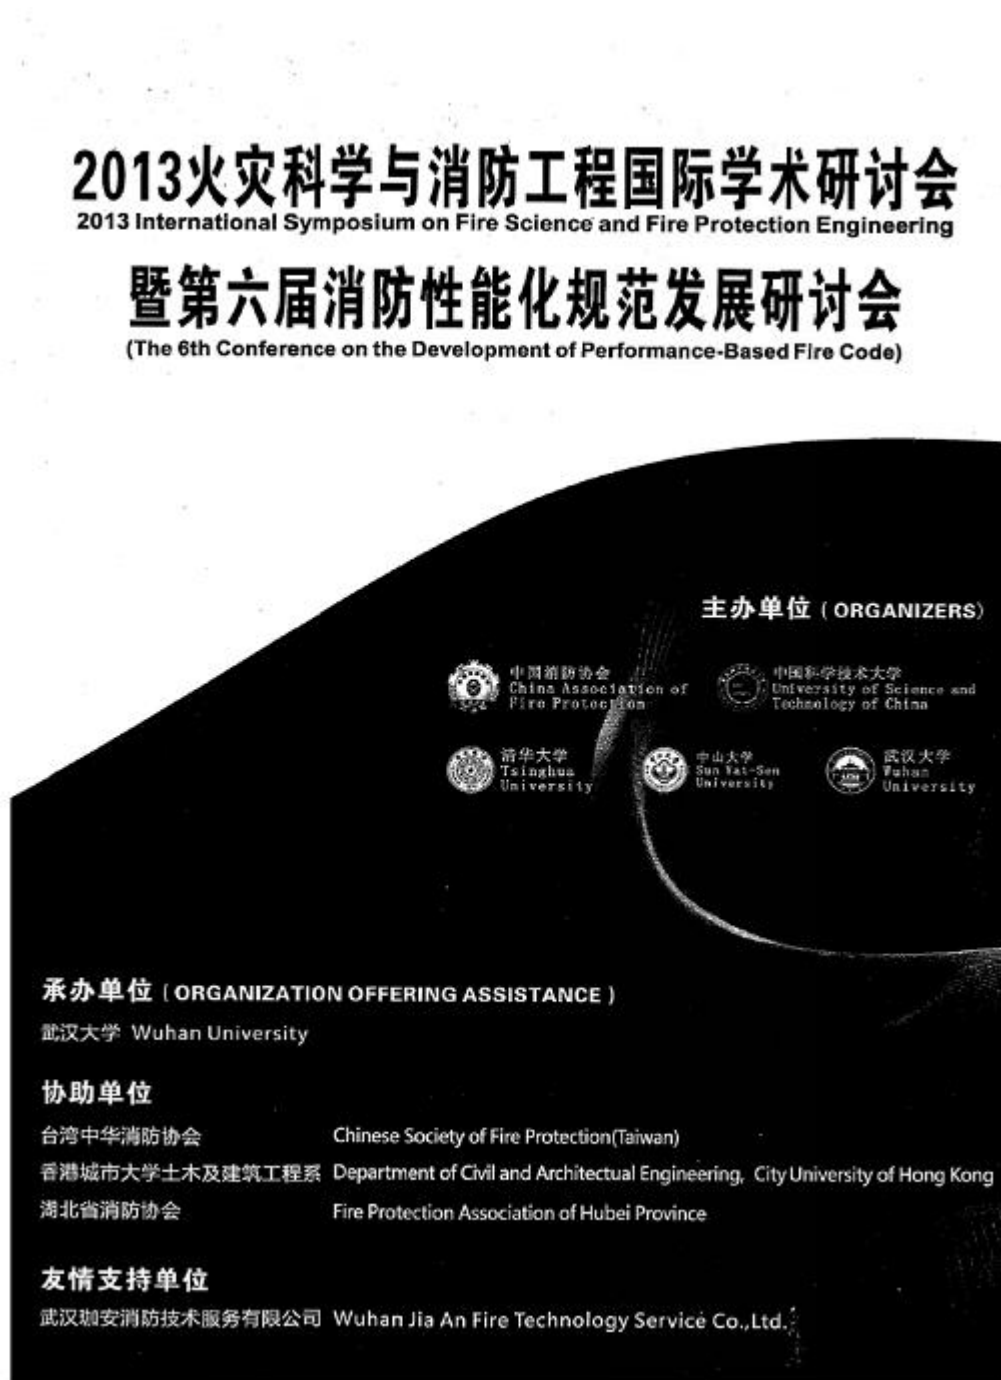 2013火灾科学与消防工程国际学术研讨会
2013 International Symposium on Fire Science and Fire Protection Engineering
暨第六届消防性能化规范发展研讨会
(The 6th Conference on the Development of Performance-Based Fire Code)
主办单位 ( ORGANIZERS)
中国消防协会
China Association of
Fire Protection
中国科学技术大学
University of Science and
Technology of China
清华大学
Tsinghua
University
中山大学
Sun Yat-Sen
University
武汉大学
Wuhan
University
承办单位 ( ORGANIZATION OFFERING ASSISTANCE )
武汉大学 Wuhan University
协助单位
台湾中华消防协会 Chinese Society of Fire Protection(Taiwan)
香港城市大学土木及建筑工程系 Department of Civil and Architectual Engineering, City University of Hong Kong
湖北省消防协会 Fire Protection Association of Hubei Province
友情支持单位
武汉珈安消防技术服务有限公司 Wuhan Jia An Fire Technology Service Co.,Ltd.